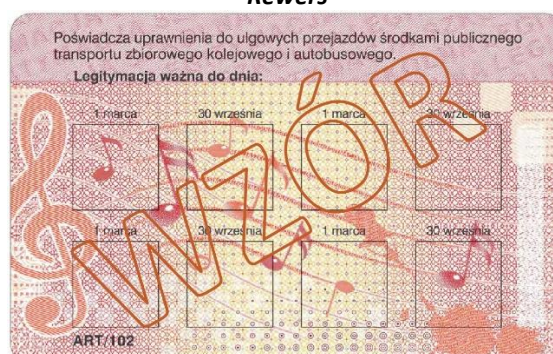 Rewers
Poświadcza uprawnienia do ulgowych przejazdów środkami publicznego
transportu zbiorowego kolejowego i autobusowego.
Legitymacja ważna do dnia:
1 marca 30 września 1 marca 30 września
1 marca 30 września 1 marca 30 września
WZÓR
ART/102